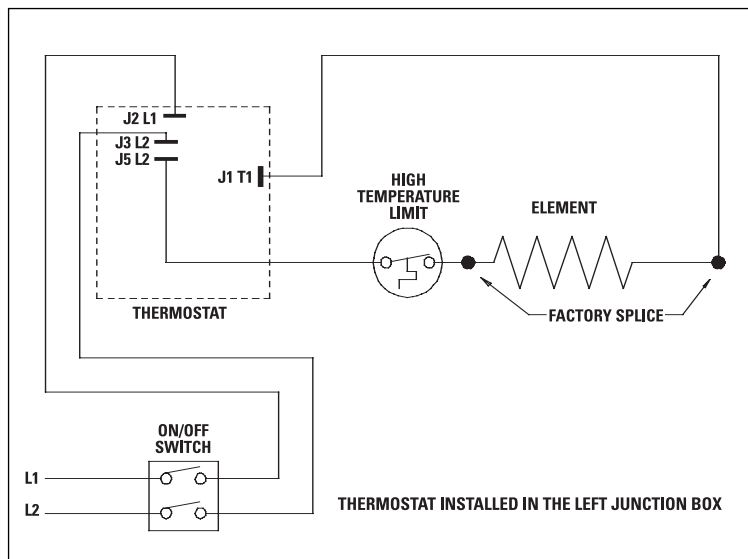 J2 L1
J3 L2
J5 L2
J1 T1
HIGH
TEMPERATURE
LIMIT
ELEMENT
THERMOSTAT
FACTORY SPLICE
ON/OFF
SWITCH
L1
L2
THERMOSTAT INSTALLED IN THE LEFT JUNCTION BOX